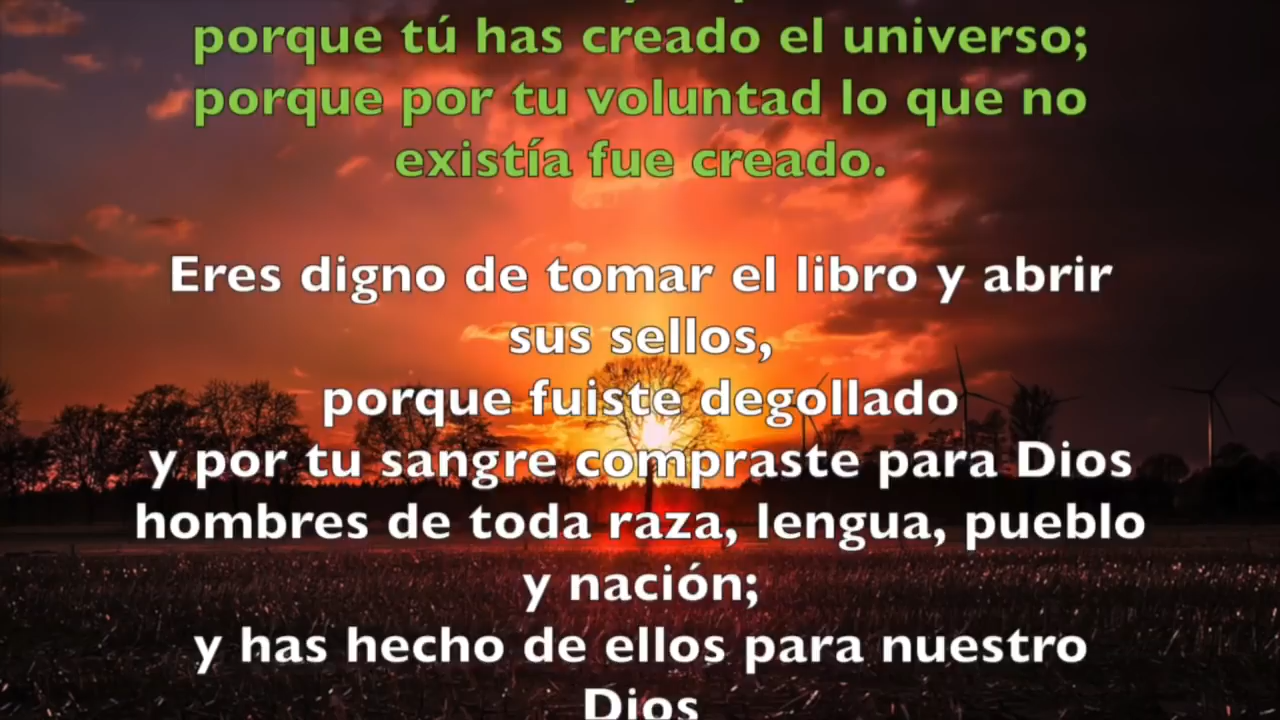 porque tú has creado el universo;
porque por tu voluntad lo que no
existía fue creado.
Eres digno de tomar el libro y abrir
sus sellos,
porque fuiste degollado
y por tu sangre compraste para Dios
hombres de toda raza, lengua, pueblo
y nación;
y has hecho de ellos para nuestro
Dios